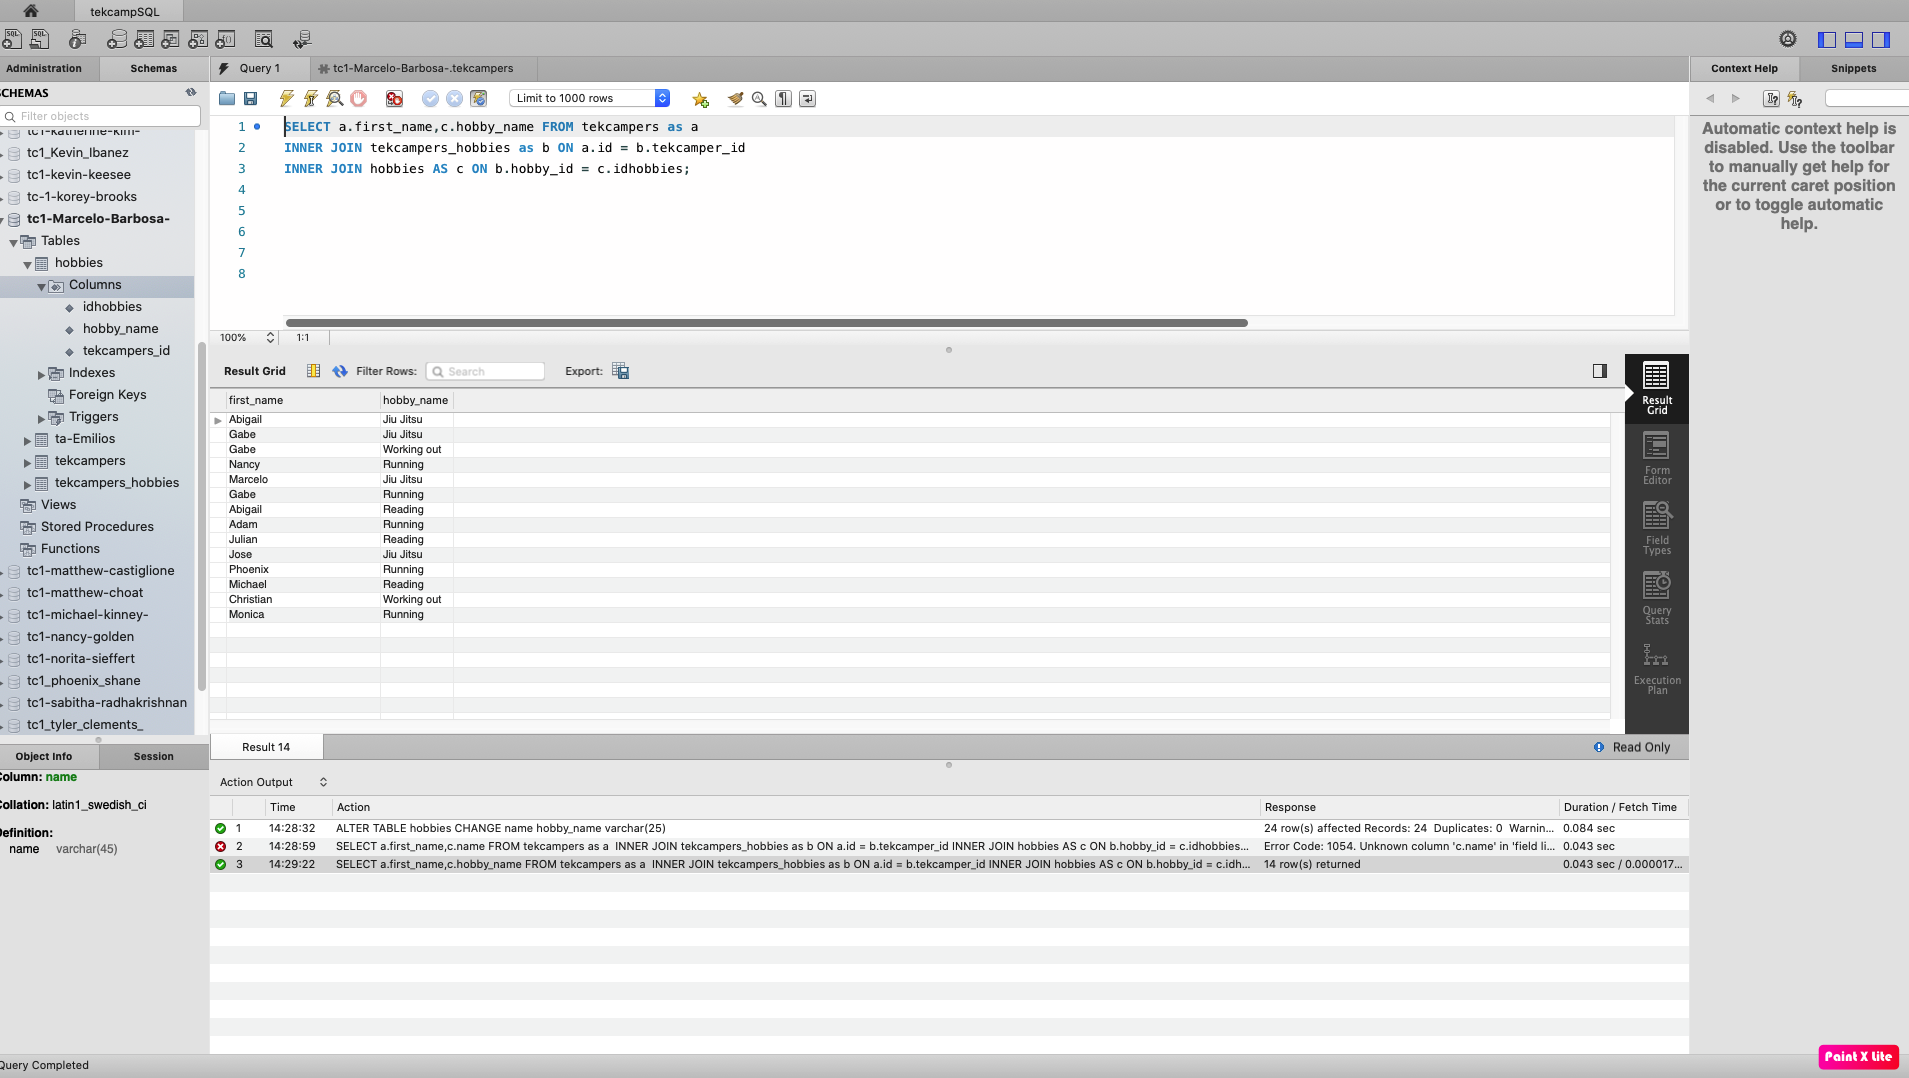 tekcampSQL
Administration
Schemas
Query 1
tc1-Marcelo-Barbosa-.tekcampers
Context Help
Snippets
SCHEMAS
Filter objects
Limit to 1000 rows
tc1-katherine-kim-
tc1_Kevin_Ibanez
tc1-kevin-keesee
tc-1-korey-brooks
tc1-Marcelo-Barbosa-
Tables
hobbies
Columns
idhobbies
hobby_name
tekcampers_id
Indexes
Foreign Keys
Triggers
ta-Emilios
tekcampers
tekcampers_hobbies
Views
Stored Procedures
Functions
tc1-matthew-castiglione
tc1-matthew-choat
tc1-michael-kinney-
tc1-nancy-golden
tc1-norita-sieffert
tc1_phoenix_shane
tc1-sabitha-radhakrishnan
tc1_tyler_clements_
Object Info
Session
Column: name
Collation: latin1_swedish_ci
Definition:
name varchar(45)
Query Completed
1 SELECT a.first_name,c.hobby_name FROM tekcampers as a
2 INNER JOIN tekcampers_hobbies as b ON a.id = b.tekcamper_id
3 INNER JOIN hobbies AS c ON b.hobby_id = c.idhobbies;
4
5
6
7
8
100%
1:1
Automatic context help is
disabled. Use the toolbar
to manually get help for
the current caret position
or to toggle automatic
help.
Result Grid
Filter Rows:
Search
Export:
first_name hobby_name
Abigail Jiu Jitsu
Gabe Jiu Jitsu
Gabe Working out
Nancy Running
Marcelo Jiu Jitsu
Gabe Running
Abigail Reading
Adam Running
Julian Reading
Jose Jiu Jitsu
Phoenix Running
Michael Reading
Christian Working out
Monica Running
Result
Grid
Form
Editor
Field
Types
Query
Stats
Execution
Plan
Result 14
Read Only
Action Output
Time Action Response Duration / Fetch Time
1 14:28:32 ALTER TABLE hobbies CHANGE name hobby_name varchar(25) 24 row(s) affected Records: 24 Duplicates: 0 Warnin... 0.084 sec
2 14:28:59 SELECT a.first_name,c.name FROM tekcampers as a INNER JOIN tekcampers_hobbies as b ON a.id = b.tekcamper_id INNER JOIN hobbies AS c ON b.hobby_id = c.idhobbies... Error Code: 1054. Unknown column 'c.name' in 'field li... 0.043 sec
3 14:29:22 SELECT a.first_name,c.hobby_name FROM tekcampers as a INNER JOIN tekcampers_hobbies as b ON a.id = b.tekcamper_id INNER JOIN hobbies AS c ON b.hobby_id = c.idh... 14 row(s) returned 0.043 sec / 0.000017...
Paint X Lite